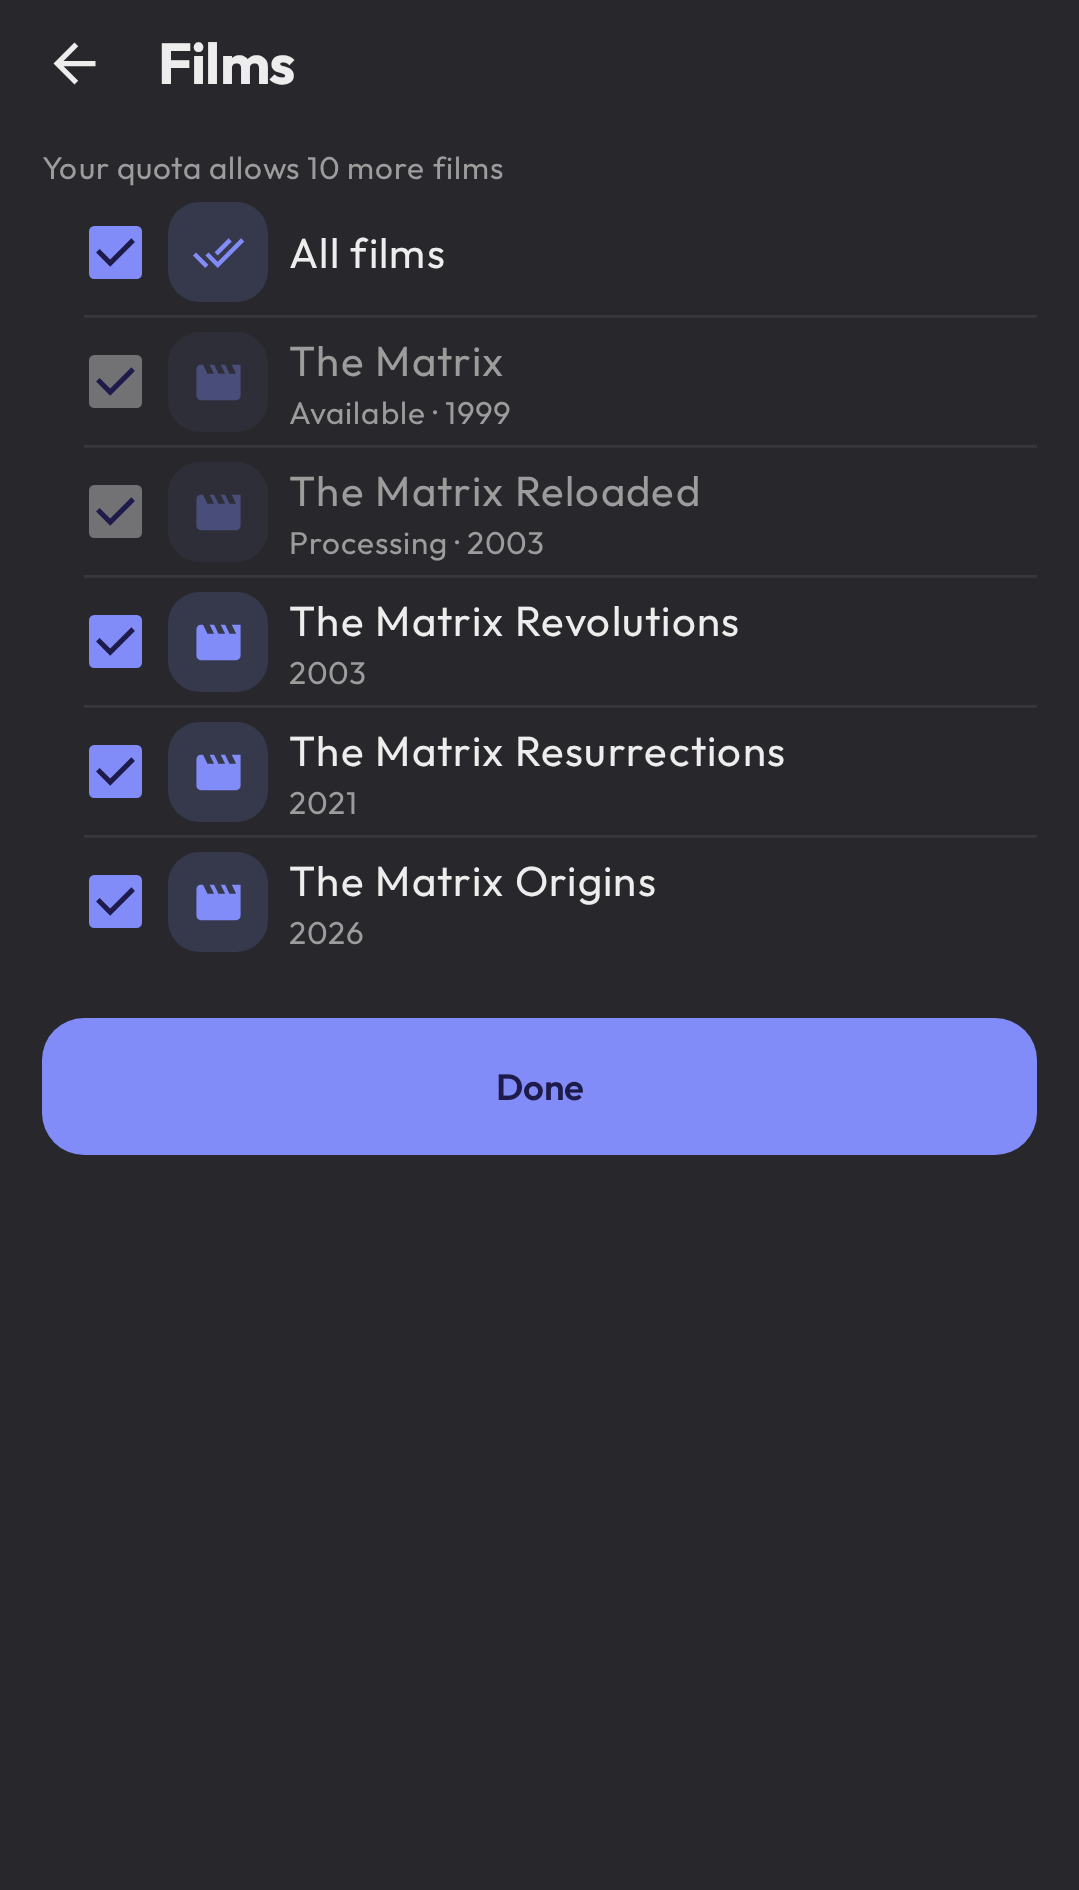 Films
Your quota allows 10 more films
All films
The Matrix
Available · 1999
The Matrix Reloaded
Processing · 2003
The Matrix Revolutions
2003
The Matrix Resurrections
2021
The Matrix Origins
2026
Done